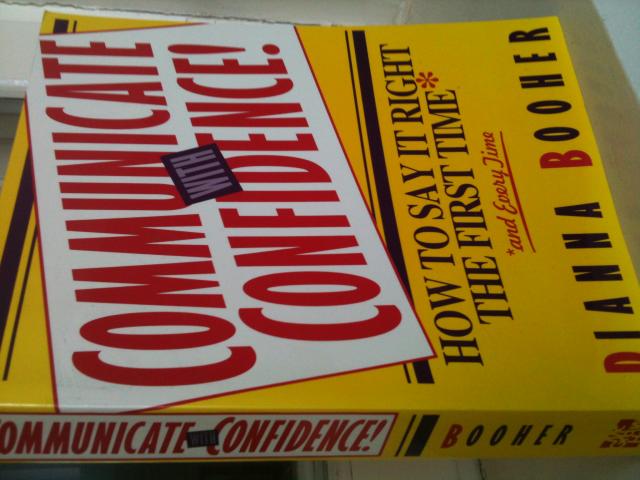 COMMUNICATE
WITH
CONFIDENCE!
HOW TO SAY IT RIGHT
THE FIRST TIME*
*and Every Time
DIANNA BOOHER
COMMUNICATE WITH CONFIDENCE!
BOOHER